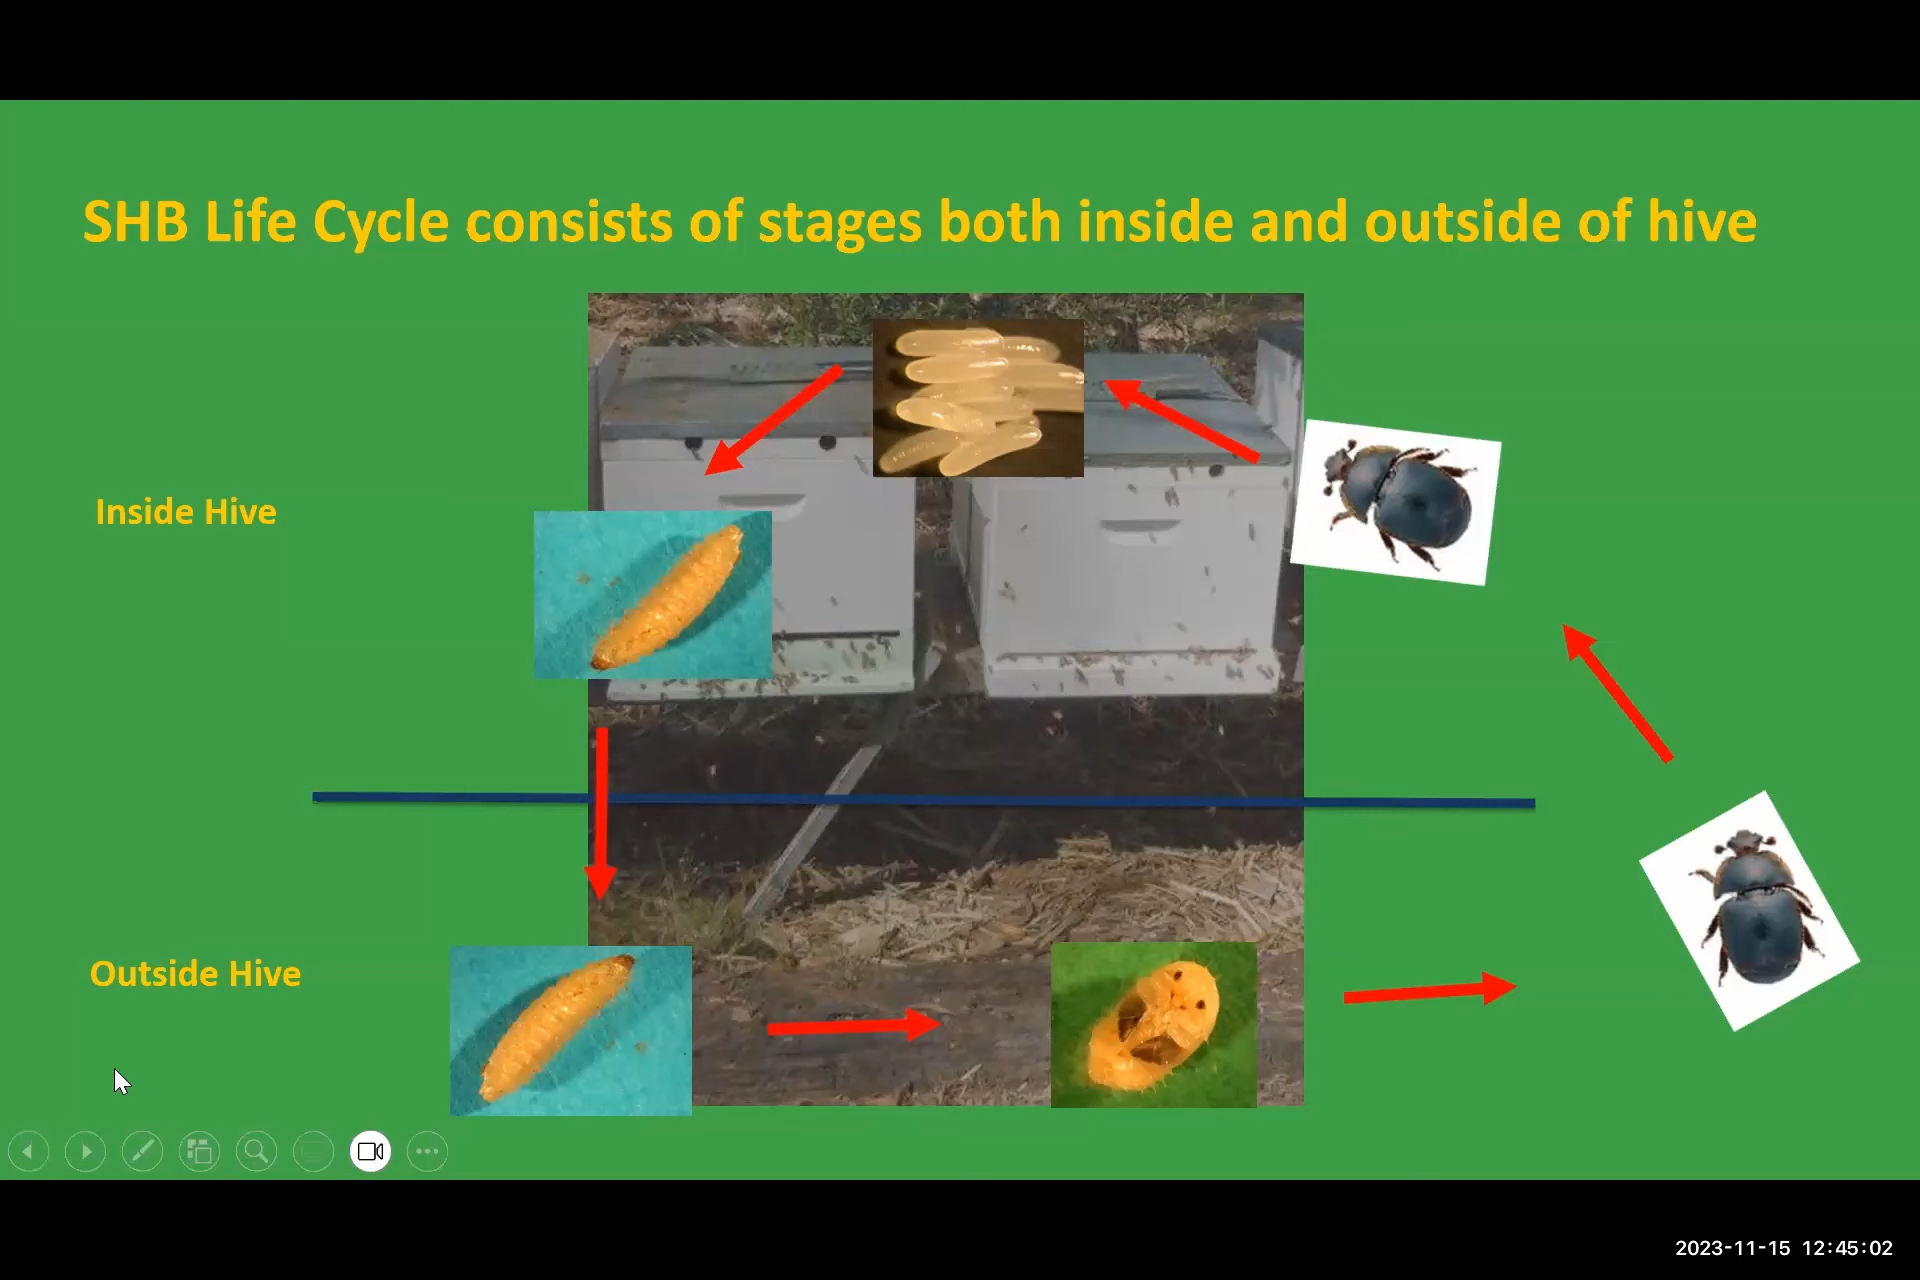 SHB Life Cycle consists of stages both inside and outside of hive
Inside Hive
Outside Hive
2023-11-15 12:45:02